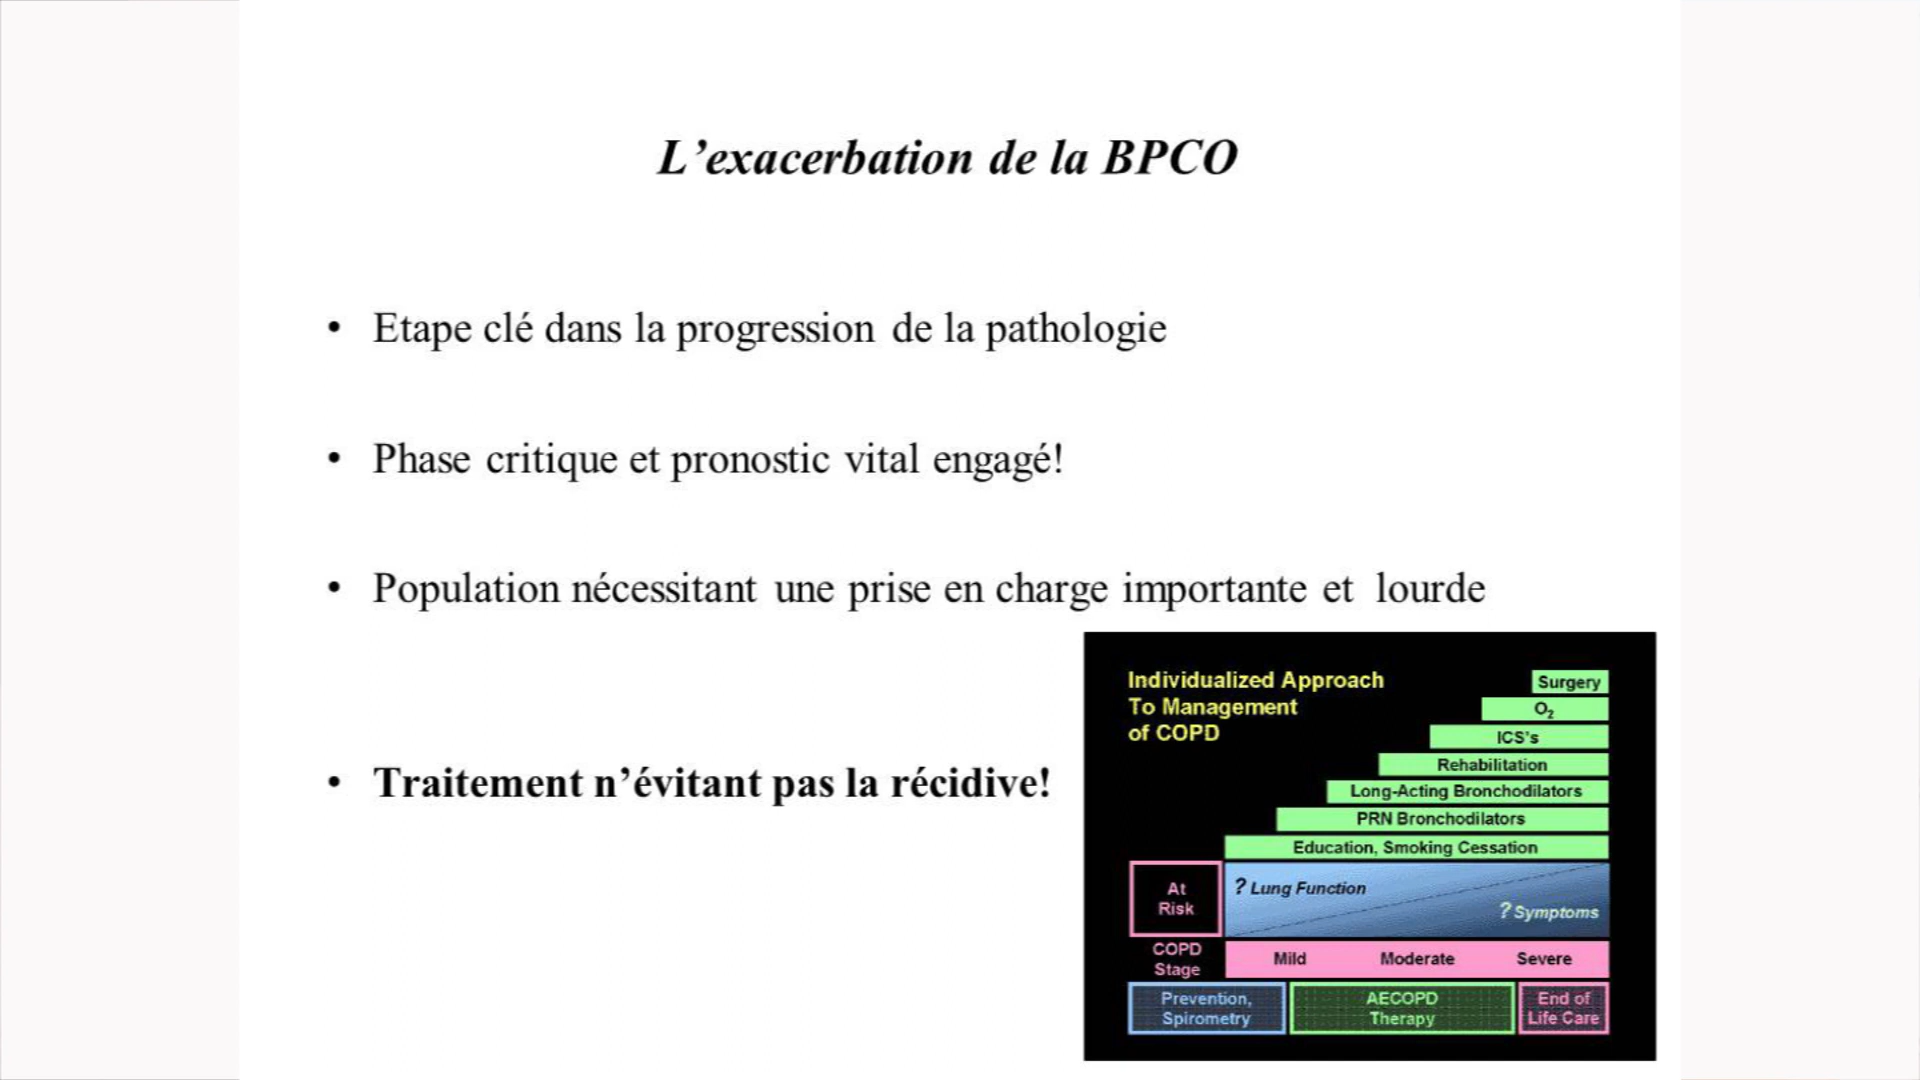 L’exacerbation de la BPCO
• Etape clé dans la progression de la pathologie
• Phase critique et pronostic vital engagé!
• Population nécessitant une prise en charge importante et lourde
• Traitement n’évitant pas la récidive!
Individualized Approach
To Management
of COPD
Surgery
O₂
ICS's
Rehabilitation
Long-Acting Bronchodilators
PRN Bronchodilators
Education, Smoking Cessation
At
Risk
? Lung Function
? Symptoms
COPD
Stage
Mild Moderate Severe
Prevention,
Spirometry
AECOPD
Therapy
End of
Life Care